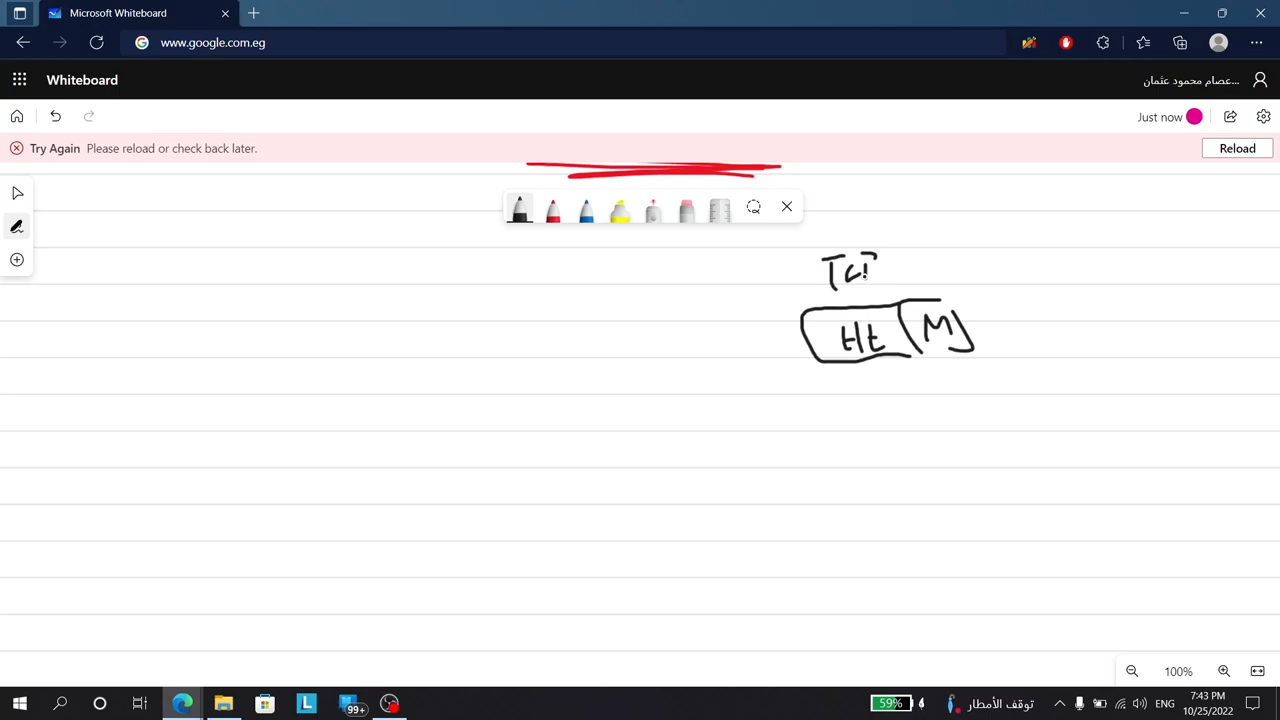 Microsoft Whiteboard
www.google.com.eg
Whiteboard
عصام محمود عثمان...
Just now
Try Again Please reload or check back later.
Reload
Ht M
100%
99+
59%
توقف الأمطار
ENG
7:43 PM
10/25/2022